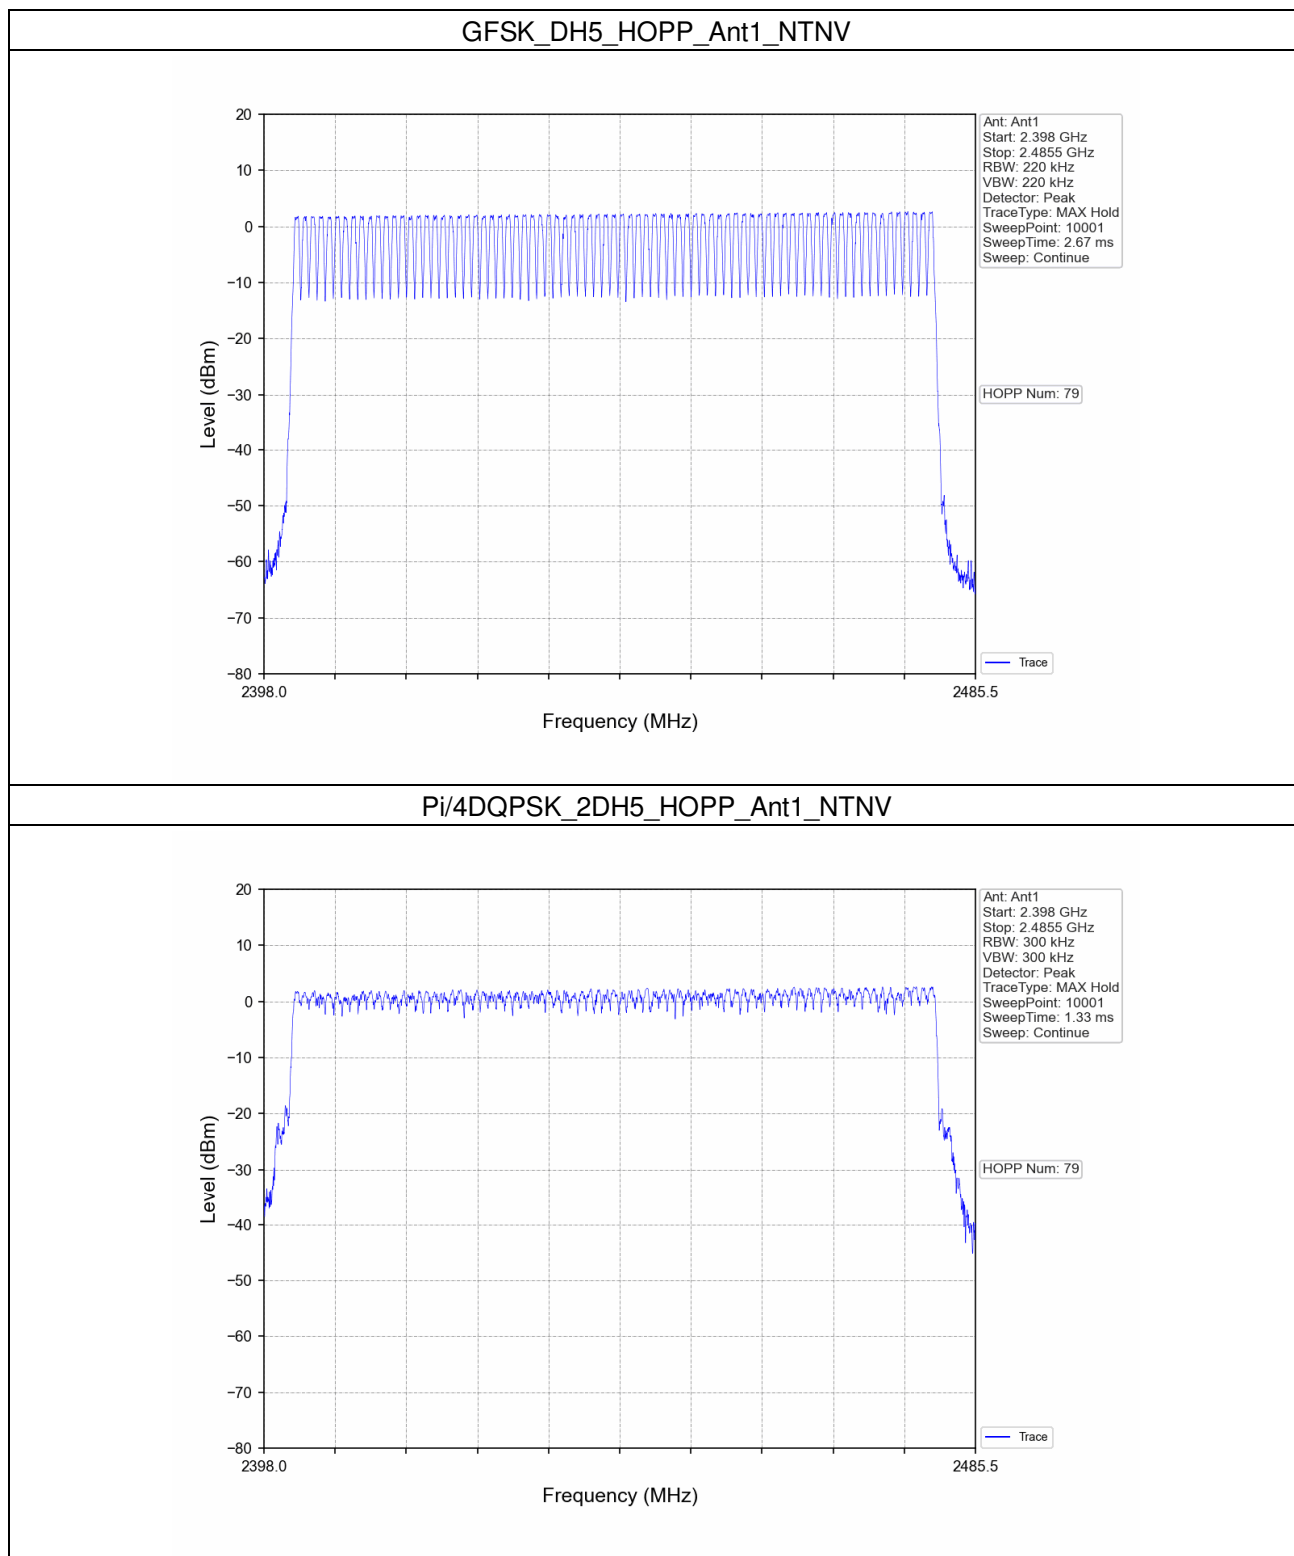 GFSK_DH5_HOPP_Ant1_NTNV
20
10
0
−10
−20
−30
−40
−50
−60
−70
−80
Level (dBm)
2398.0
2485.5
Frequency (MHz)
Ant: Ant1
Start: 2.398 GHz
Stop: 2.4855 GHz
RBW: 220 kHz
VBW: 220 kHz
Detector: Peak
TraceType: MAX Hold
SweepPoint: 10001
SweepTime: 2.67 ms
Sweep: Continue
HOPP Num: 79
Trace
Pi/4DQPSK_2DH5_HOPP_Ant1_NTNV
20
10
0
−10
−20
−30
−40
−50
−60
−70
−80
Level (dBm)
2398.0
2485.5
Frequency (MHz)
Ant: Ant1
Start: 2.398 GHz
Stop: 2.4855 GHz
RBW: 300 kHz
VBW: 300 kHz
Detector: Peak
TraceType: MAX Hold
SweepPoint: 10001
SweepTime: 1.33 ms
Sweep: Continue
HOPP Num: 79
Trace